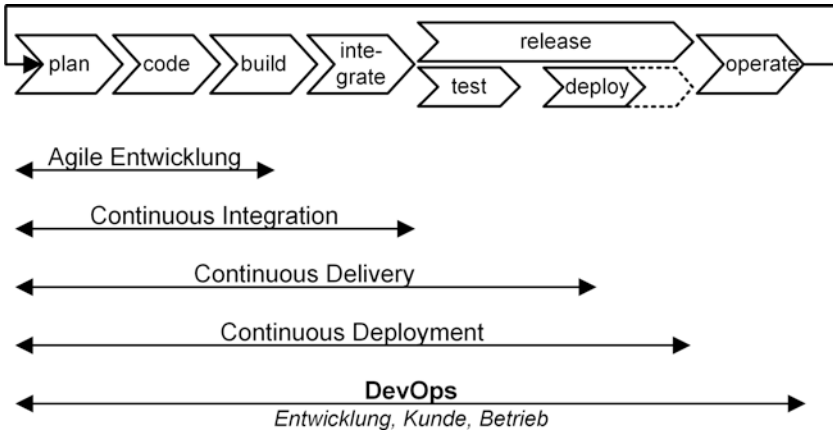 plan
code
build
inte-
grate
release
test
deploy
operate
Agile Entwicklung
Continuous Integration
Continuous Delivery
Continuous Deployment
DevOps
Entwicklung, Kunde, Betrieb